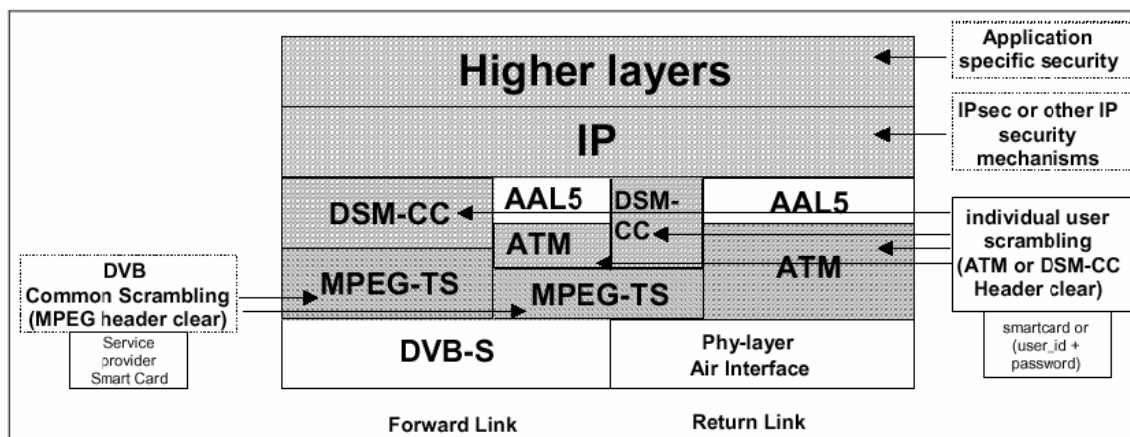 Application
specific security
Higher layers
IPsec or other IP
security
mechanisms
IP
DSM-CC
AAL5
DSM-
CC
AAL5
ATM
ATM
individual user
scrambling
(ATM or DSM-CC
Header clear)
DVB
Common Scrambling
(MPEG header clear)
MPEG-TS
MPEG-TS
Service
provider
Smart Card
DVB-S
Phy-layer
Air Interface
smartcard or
(user_id +
password)
Forward Link
Return Link